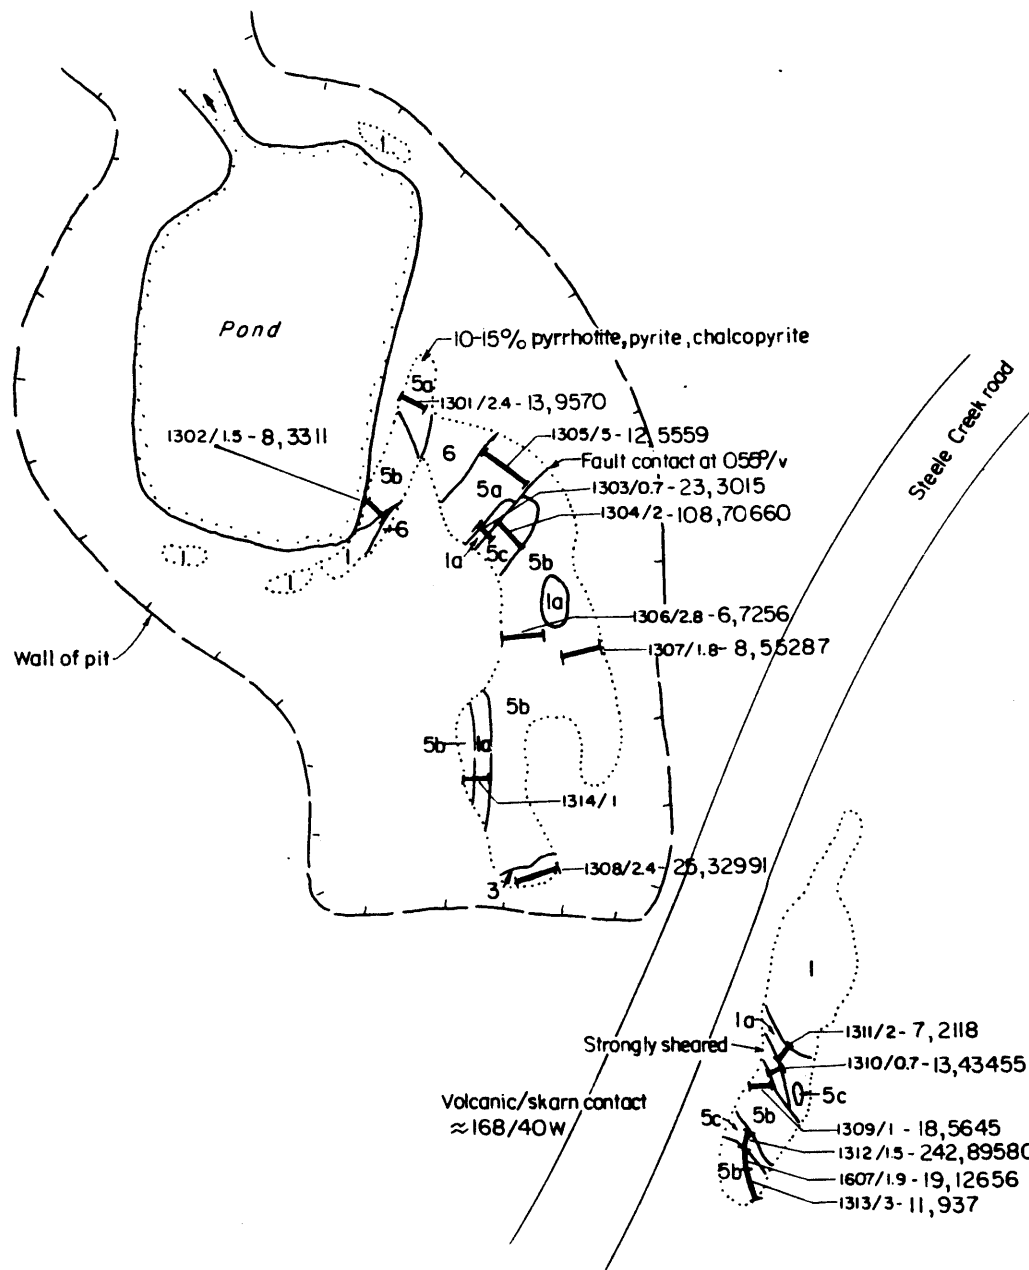 1
Pond
10-15% pyrrhotite, pyrite, chalcopyrite
5a
1301/2.4 - 13,9570
1302/1.5 - 8,3311
1305/5 - 12,5559
6
Fault contact at 055°/v
5b
5a
1303/0.7 - 23,3015
1304/2 - 108,70660
6
1a
5c
5b
1
1
1
1a
1306/2.8 - 6,7256
1307/1.8 - 8,55287
Wall of pit
5b
5b
1a
1314/1
1308/2.4 - 25,32991
3
Steele Creek road
1
1a
1311/2 - 7,2118
Strongly sheared
1310/0.7 - 13,43455
5c
Volcanic/skarn contact
≈168/40W
5b
5c
1309/1 - 18,5645
1312/1.5 - 242,89580
5b
1607/1.9 - 19,12656
1313/3 - 11,937